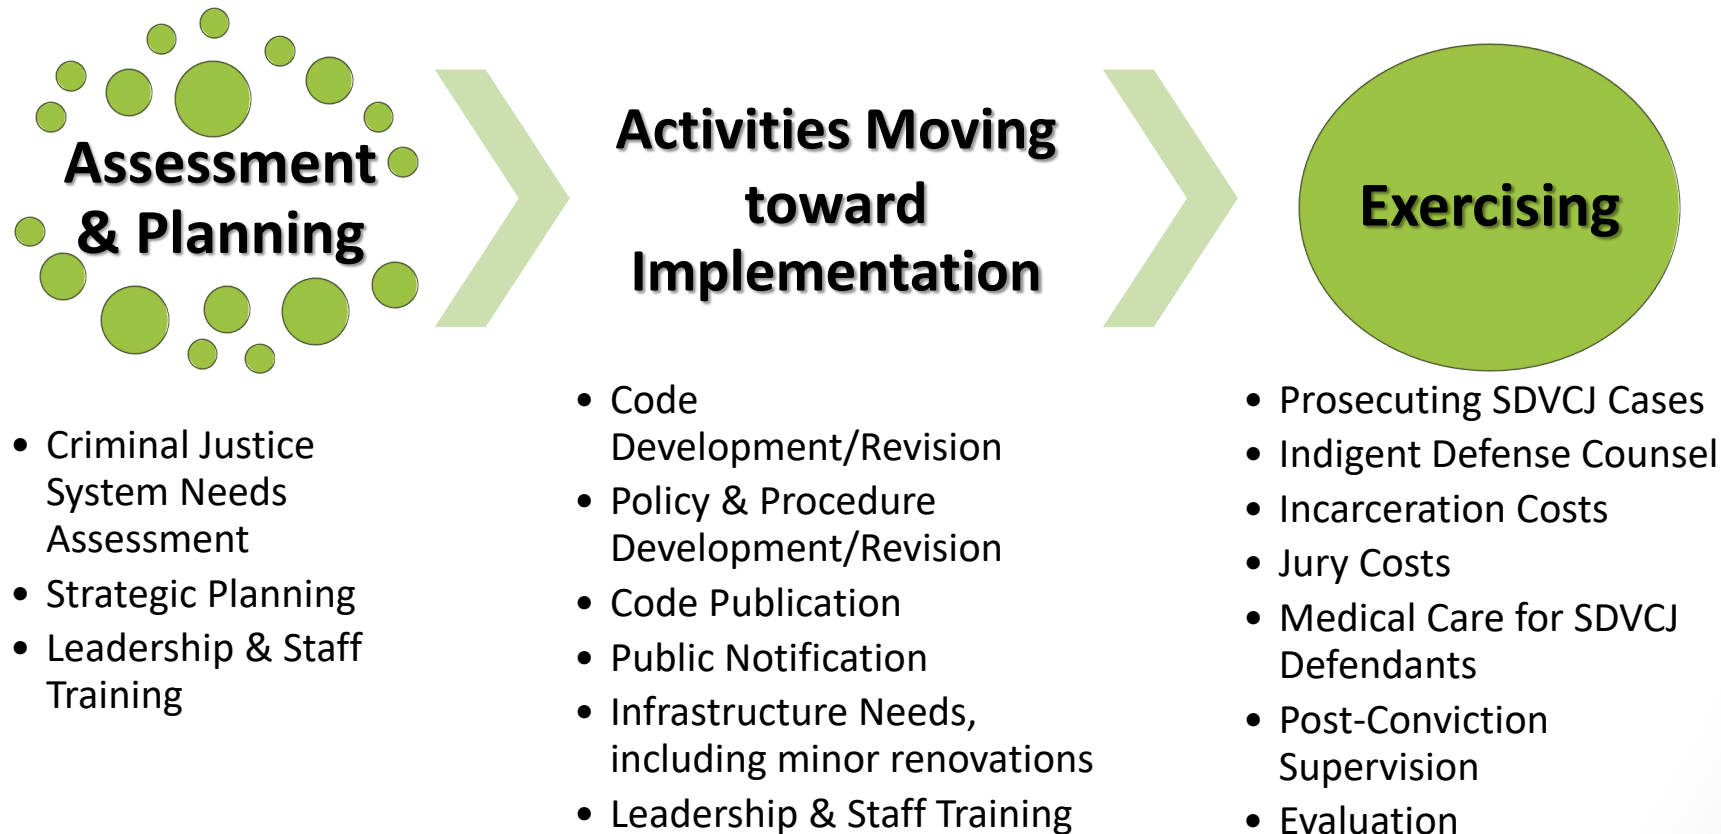 Assessment
& Planning
• Criminal Justice
System Needs
Assessment
• Strategic Planning
• Leadership & Staff
Training
Activities Moving
toward
Implementation
• Code
Development/Revision
• Policy & Procedure
Development/Revision
• Code Publication
• Public Notification
• Infrastructure Needs,
including minor renovations
• Leadership & Staff Training
Exercising
• Prosecuting SDVCJ Cases
• Indigent Defense Counsel
• Incarceration Costs
• Jury Costs
• Medical Care for SDVCJ
Defendants
• Post-Conviction
Supervision
• Evaluation